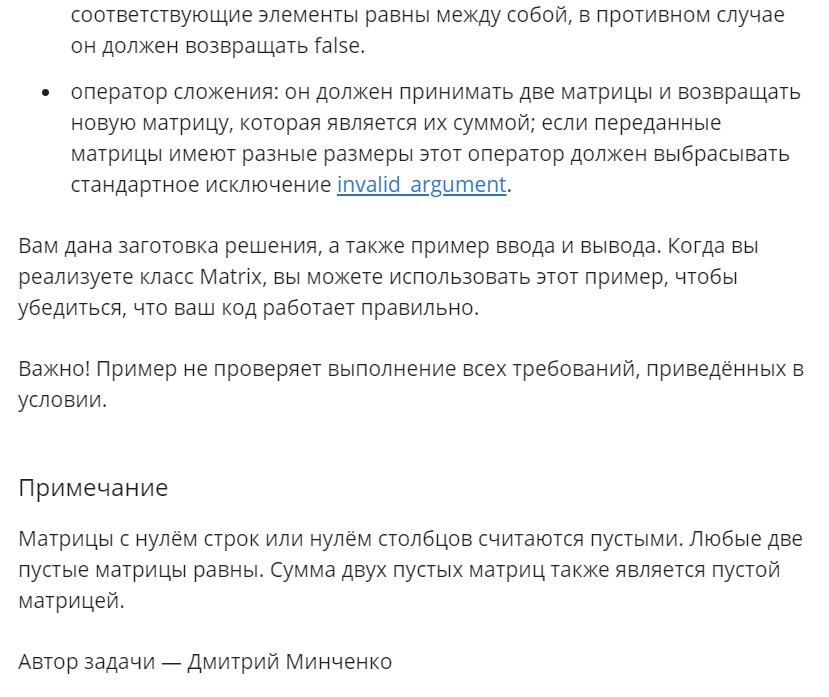 соответствующие элементы равны между собой, в противном случае
он должен возвращать false.
• оператор сложения: он должен принимать две матрицы и возвращать
новую матрицу, которая является их суммой; если переданные
матрицы имеют разные размеры этот оператор должен выбрасывать
стандартное исключение invalid_argument.
Вам дана заготовка решения, а также пример ввода и вывода. Когда вы
реализуете класс Matrix, вы можете использовать этот пример, чтобы
убедиться, что ваш код работает правильно.
Важно! Пример не проверяет выполнение всех требований, приведённых в
условии.
Примечание
Матрицы с нулём строк или нулём столбцов считаются пустыми. Любые две
пустые матрицы равны. Сумма двух пустых матриц также является пустой
матрицей.
Автор задачи — Дмитрий Минченко